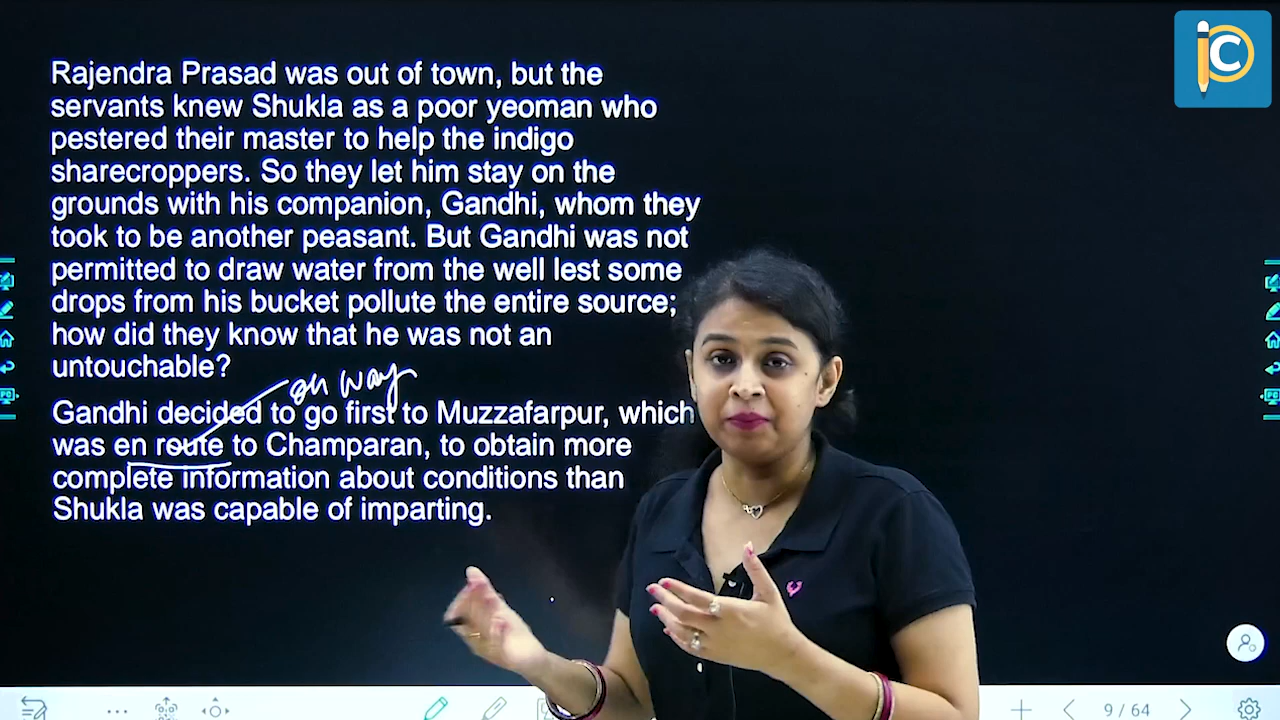 Rajendra Prasad was out of town, but the
servants knew Shukla as a poor yeoman who
pestered their master to help the indigo
sharecroppers. So they let him stay on the
grounds with his companion, Gandhi, whom they
took to be another peasant. But Gandhi was not
permitted to draw water from the well lest some
drops from his bucket pollute the entire source;
how did they know that he was not an
untouchable?
on way
Gandhi decided to go first to Muzzafarpur, which
was en route to Champaran, to obtain more
complete information about conditions than
Shukla was capable of imparting.
9 / 64